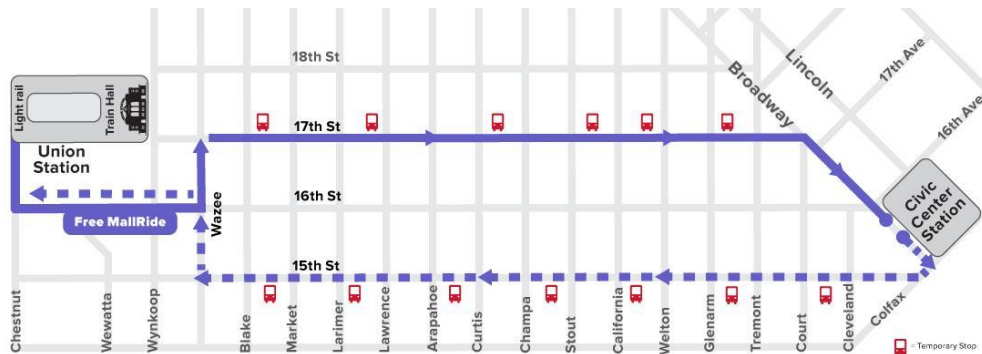 18th St
17th St
16th St
15th St
Broadway
Lincoln
17th Ave
16th Ave
Light rail
Train Hall
Union
Station
Free MallRide
Wazee
Civic
Center
Station
Chestnut
Wewatta
Wynkoop
Blake
Market
Larimer
Lawrence
Arapahoe
Curtis
Champa
Stout
California
Welton
Glenarm
Tremont
Court
Cleveland
Colfax
= Temporary Stop